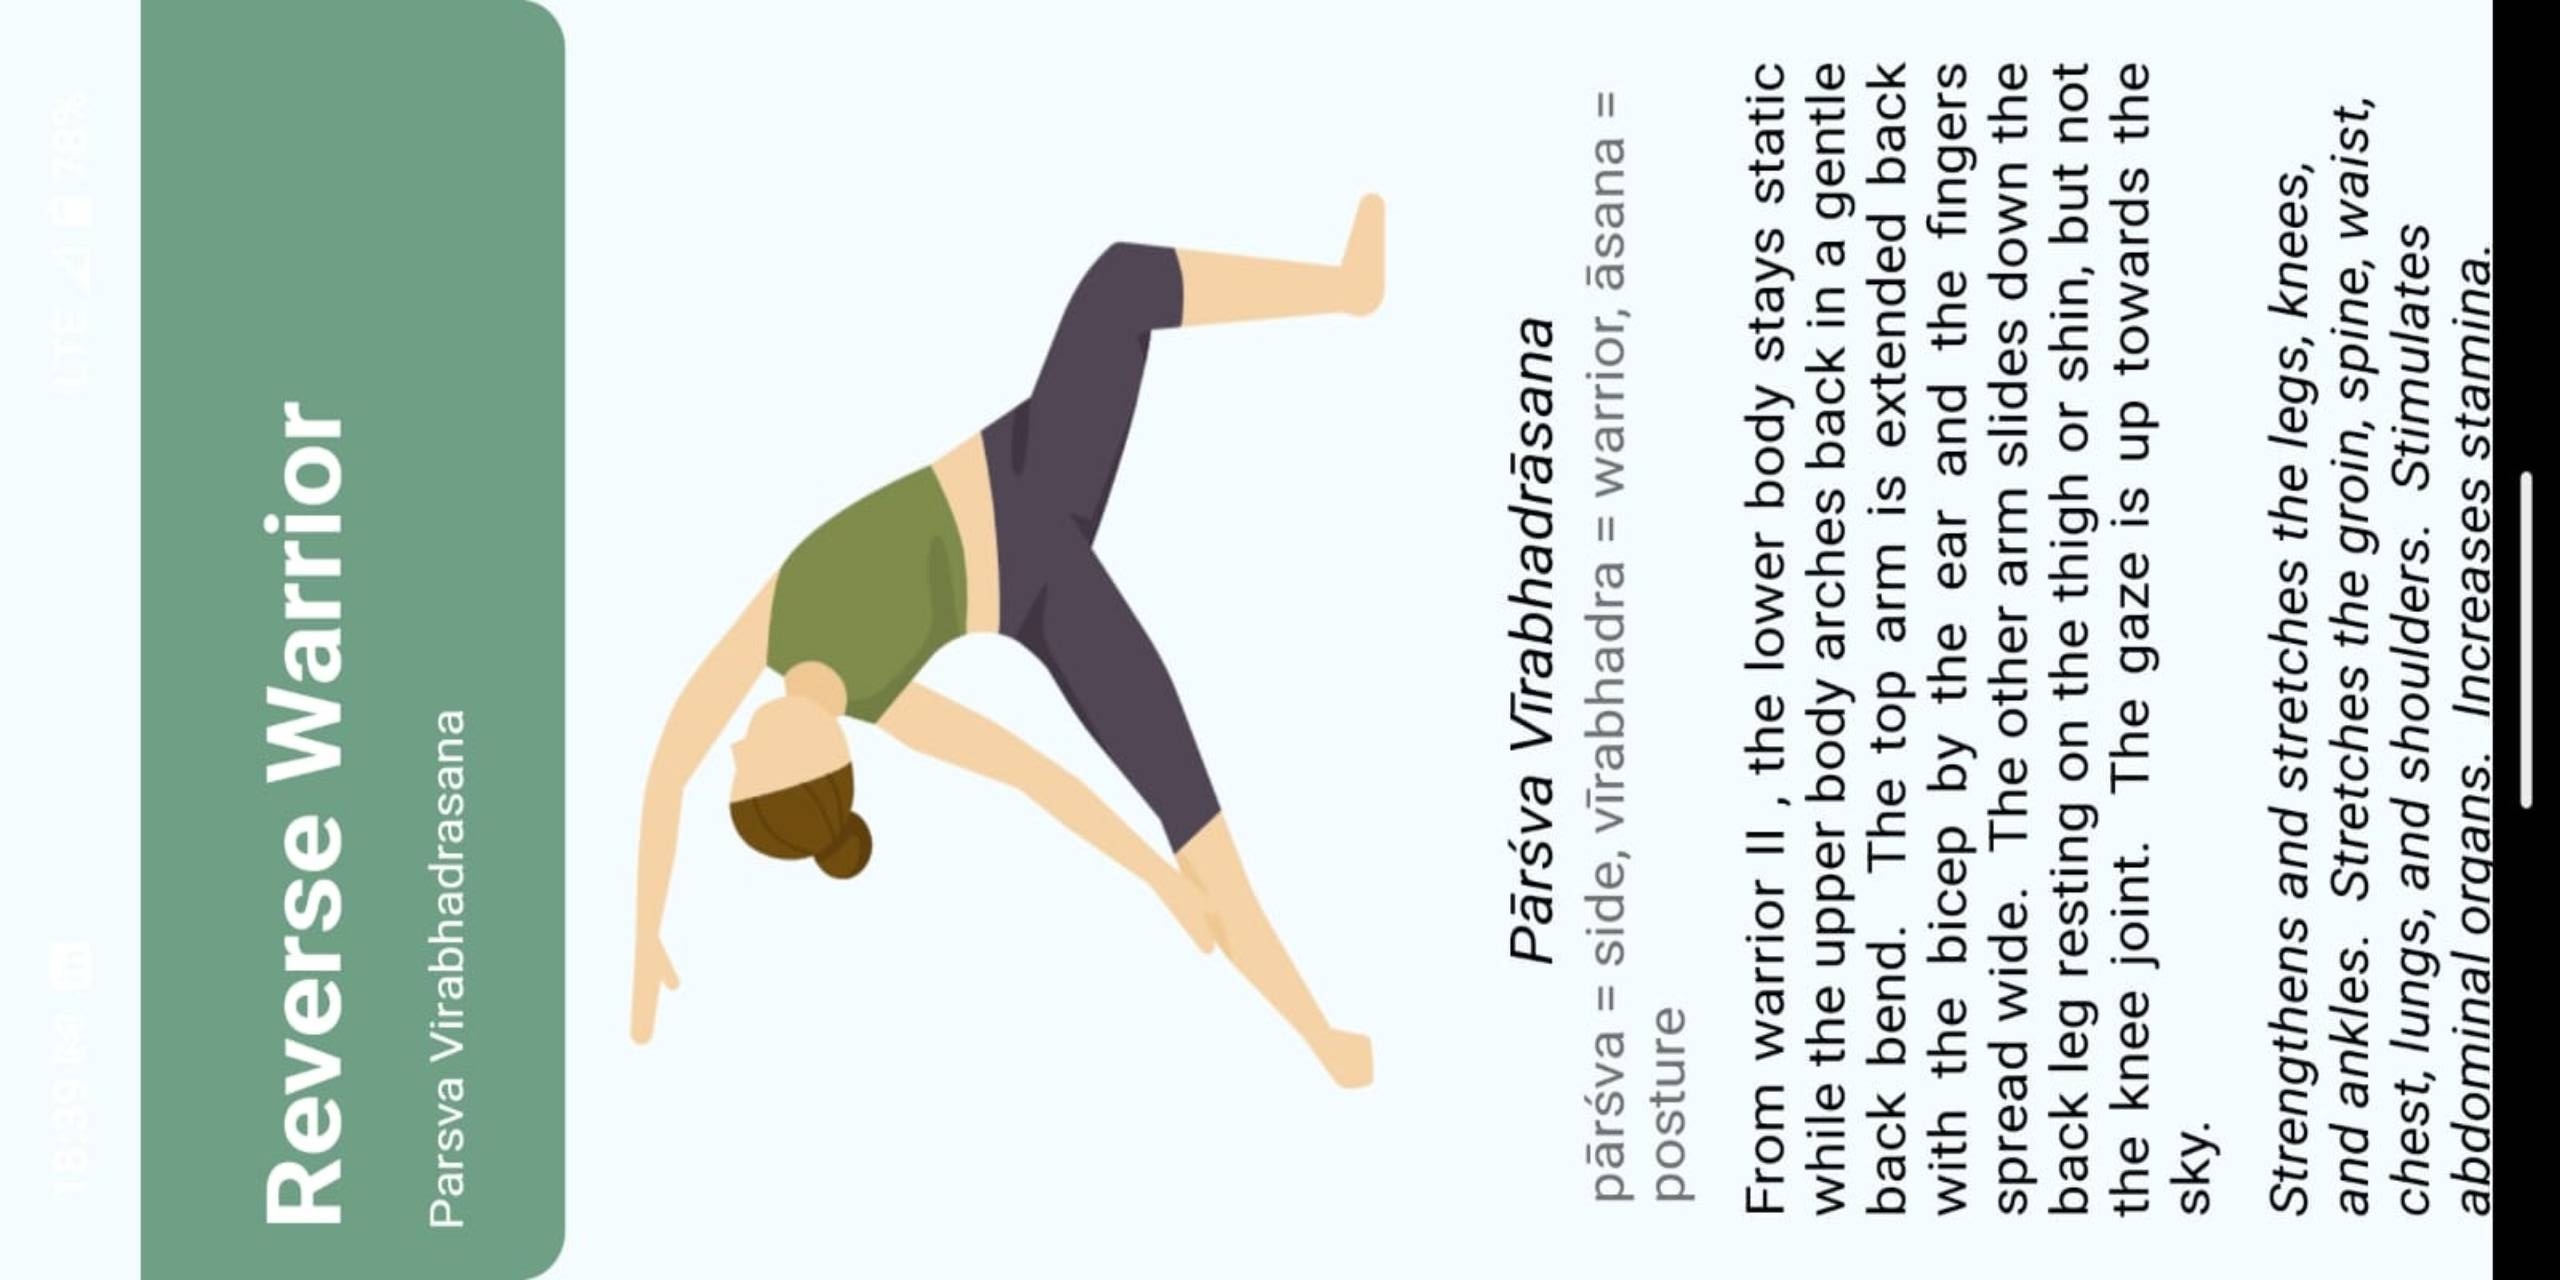 Reverse Warrior
Parsva Virabhadrasana
Pārśva Vīrabhadrāsana
pārśva = side, vīrabhadra = warrior, āsana =
posture
From warrior II , the lower body stays static
while the upper body arches back in a gentle
back bend. The top arm is extended back
with the bicep by the ear and the fingers
spread wide. The other arm slides down the
back leg resting on the thigh or shin, but not
the knee joint. The gaze is up towards the
sky.
Strengthens and stretches the legs, knees,
and ankles. Stretches the groin, spine, waist,
chest, lungs, and shoulders. Stimulates
abdominal organs. Increases stamina.